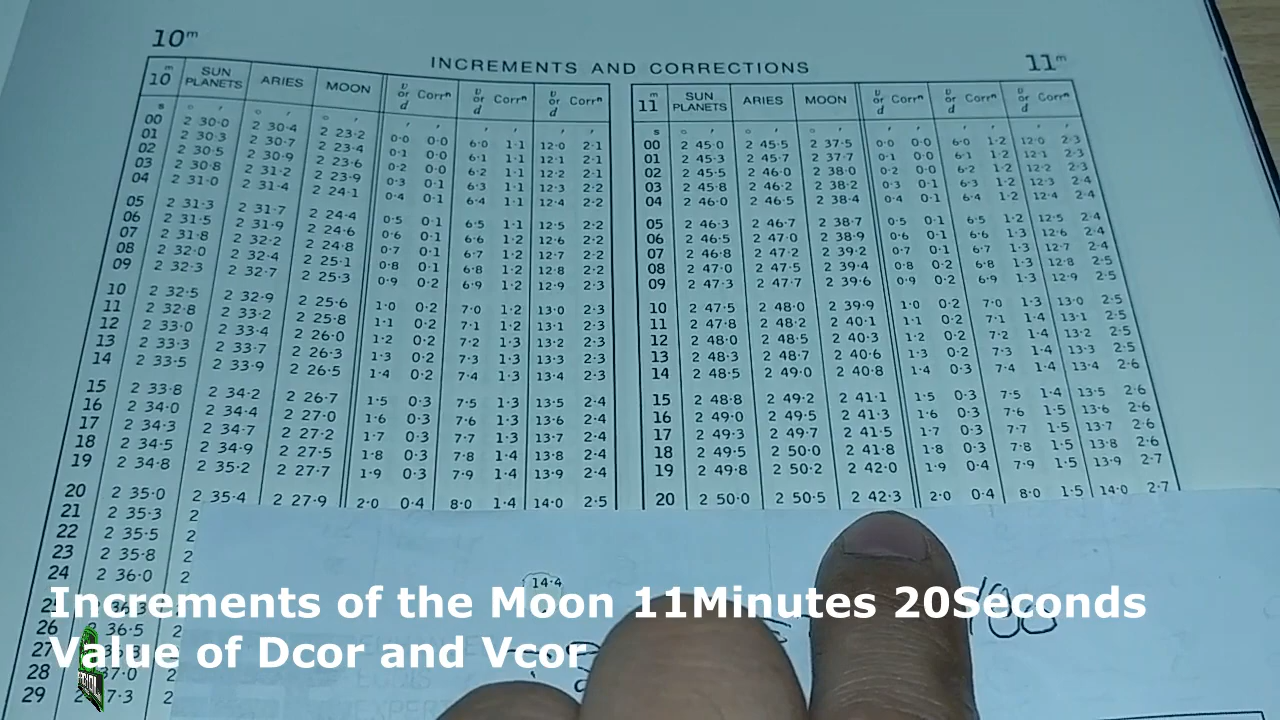 10ᵐ
INCREMENTS AND CORRECTIONS
11ᵐ
10ᵐ SUN PLANETS ARIES MOON υ or d Corrⁿ υ or d Corrⁿ υ or d Corrⁿ
s ° ′ ° ′ ° ′ ′ ′ ′ ′ ′ ′
00 2 30·0 2 30·4 2 23·2 0·0 0·0 6·0 1·1 12·0 2·1
01 2 30·3 2 30·7 2 23·4 0·1 0·0 6·1 1·1 12·1 2·1
02 2 30·5 2 30·9 2 23·6 0·2 0·0 6·2 1·1 12·2 2·1
03 2 30·8 2 31·2 2 23·9 0·3 0·1 6·3 1·1 12·3 2·2
04 2 31·0 2 31·4 2 24·1 0·4 0·1 6·4 1·1 12·4 2·2
05 2 31·3 2 31·7 2 24·4 0·5 0·1 6·5 1·1 12·5 2·2
06 2 31·5 2 31·9 2 24·6 0·6 0·1 6·6 1·2 12·6 2·2
07 2 31·8 2 32·2 2 24·8 0·7 0·1 6·7 1·2 12·7 2·2
08 2 32·0 2 32·4 2 25·1 0·8 0·1 6·8 1·2 12·8 2·2
09 2 32·3 2 32·7 2 25·3 0·9 0·2 6·9 1·2 12·9 2·3
10 2 32·5 2 32·9 2 25·6 1·0 0·2 7·0 1·2 13·0 2·3
11 2 32·8 2 33·2 2 25·8 1·1 0·2 7·1 1·2 13·1 2·3
12 2 33·0 2 33·4 2 26·0 1·2 0·2 7·2 1·3 13·2 2·3
13 2 33·3 2 33·7 2 26·3 1·3 0·2 7·3 1·3 13·3 2·3
14 2 33·5 2 33·9 2 26·5 1·4 0·2 7·4 1·3 13·4 2·3
15 2 33·8 2 34·2 2 26·7 1·5 0·3 7·5 1·3 13·5 2·4
16 2 34·0 2 34·4 2 27·0 1·6 0·3 7·6 1·3 13·6 2·4
17 2 34·3 2 34·7 2 27·2 1·7 0·3 7·7 1·3 13·7 2·4
18 2 34·5 2 34·9 2 27·5 1·8 0·3 7·8 1·4 13·8 2·4
19 2 34·8 2 35·2 2 27·7 1·9 0·3 7·9 1·4 13·9 2·4
20 2 35·0 2 35·4 2 27·9 2·0 0·4 8·0 1·4 14·0 2·5
21 2 35·3 2
22 2 35·5 2
23 2 35·8 2
24 2 36·0 2
26 36·5 2
28 37·0 2
29 2 7·3 2
11ᵐ SUN PLANETS ARIES MOON υ or d Corrⁿ υ or d Corrⁿ υ or d Corrⁿ
s ° ′ ° ′ ° ′ ′ ′ ′ ′ ′ ′
00 2 45·0 2 45·5 2 37·5 0·0 0·0 6·0 1·2 12·0 2·3
01 2 45·3 2 45·7 2 37·7 0·1 0·0 6·1 1·2 12·1 2·3
02 2 45·5 2 46·0 2 38·0 0·2 0·0 6·2 1·2 12·2 2·3
03 2 45·8 2 46·2 2 38·2 0·3 0·1 6·3 1·2 12·3 2·4
04 2 46·0 2 46·5 2 38·4 0·4 0·1 6·4 1·2 12·4 2·4
05 2 46·3 2 46·7 2 38·7 0·5 0·1 6·5 1·2 12·5 2·4
06 2 46·5 2 47·0 2 38·9 0·6 0·1 6·6 1·3 12·6 2·4
07 2 46·8 2 47·2 2 39·2 0·7 0·1 6·7 1·3 12·7 2·4
08 2 47·0 2 47·5 2 39·4 0·8 0·2 6·8 1·3 12·8 2·5
09 2 47·3 2 47·7 2 39·6 0·9 0·2 6·9 1·3 12·9 2·5
10 2 47·5 2 48·0 2 39·9 1·0 0·2 7·0 1·3 13·0 2·5
11 2 47·8 2 48·2 2 40·1 1·1 0·2 7·1 1·4 13·1 2·5
12 2 48·0 2 48·5 2 40·3 1·2 0·2 7·2 1·4 13·2 2·5
13 2 48·3 2 48·7 2 40·6 1·3 0·2 7·3 1·4 13·3 2·5
14 2 48·5 2 49·0 2 40·8 1·4 0·3 7·4 1·4 13·4 2·6
15 2 48·8 2 49·2 2 41·1 1·5 0·3 7·5 1·4 13·5 2·6
16 2 49·0 2 49·5 2 41·3 1·6 0·3 7·6 1·5 13·6 2·6
17 2 49·3 2 49·7 2 41·5 1·7 0·3 7·7 1·5 13·7 2·6
18 2 49·5 2 50·0 2 41·8 1·8 0·3 7·8 1·5 13·8 2·6
19 2 49·8 2 50·2 2 42·0 1·9 0·4 7·9 1·5 13·9 2·7
20 2 50·0 2 50·5 2 42·3 2·0 0·4 8·0 1·5 14·0 2·7
14·4
Increments of the Moon 11Minutes 20Seconds
Value of Dcor and Vcor